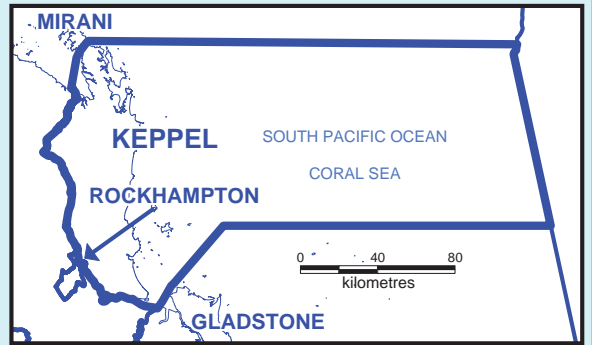 MIRANI
KEPPEL
SOUTH PACIFIC OCEAN
CORAL SEA
ROCKHAMPTON
0 40 80
kilometres
GLADSTONE